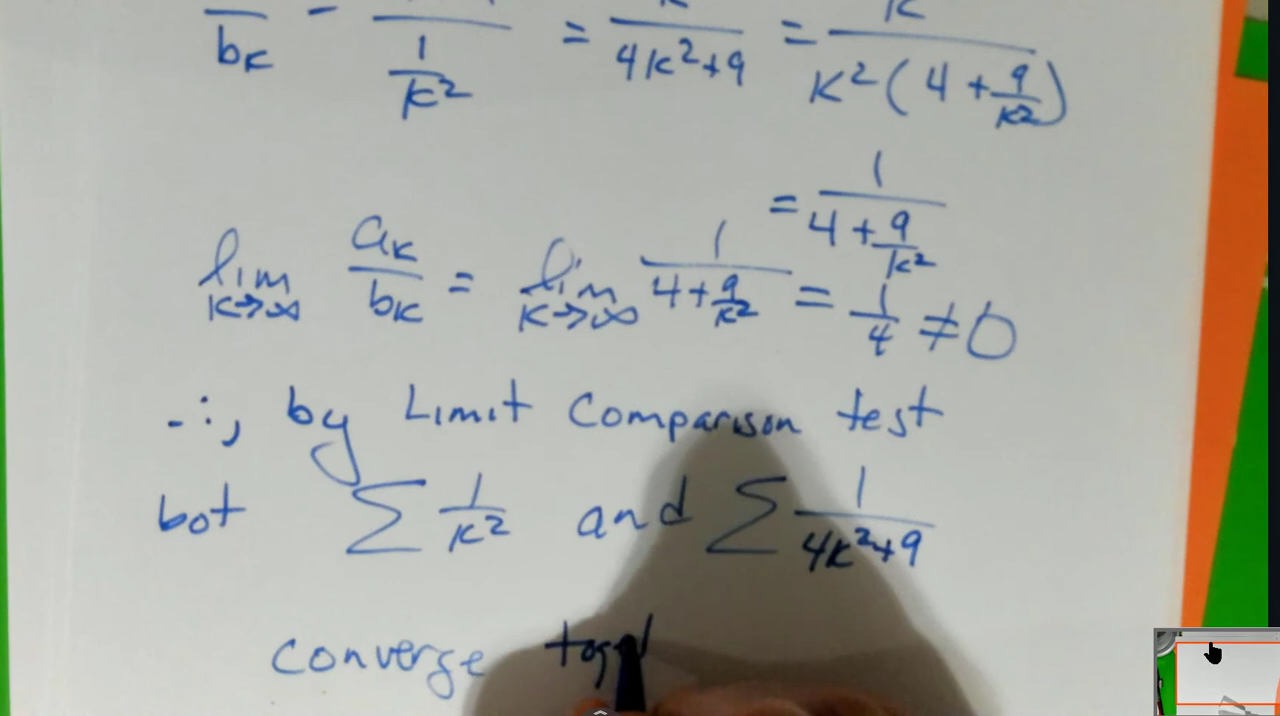 /bK = /(1/K²) = /(4K²+9) = /(K²(4+9/K²))
= 1/(4+9/K²)
lim K→∞ aK/bK = lim K→∞ 1/(4+9/K²) = 1/4 ≠ 0
∴, by Limit Comparison test
bot ∑ 1/K² and ∑ 1/(4K²+9)
converge toge